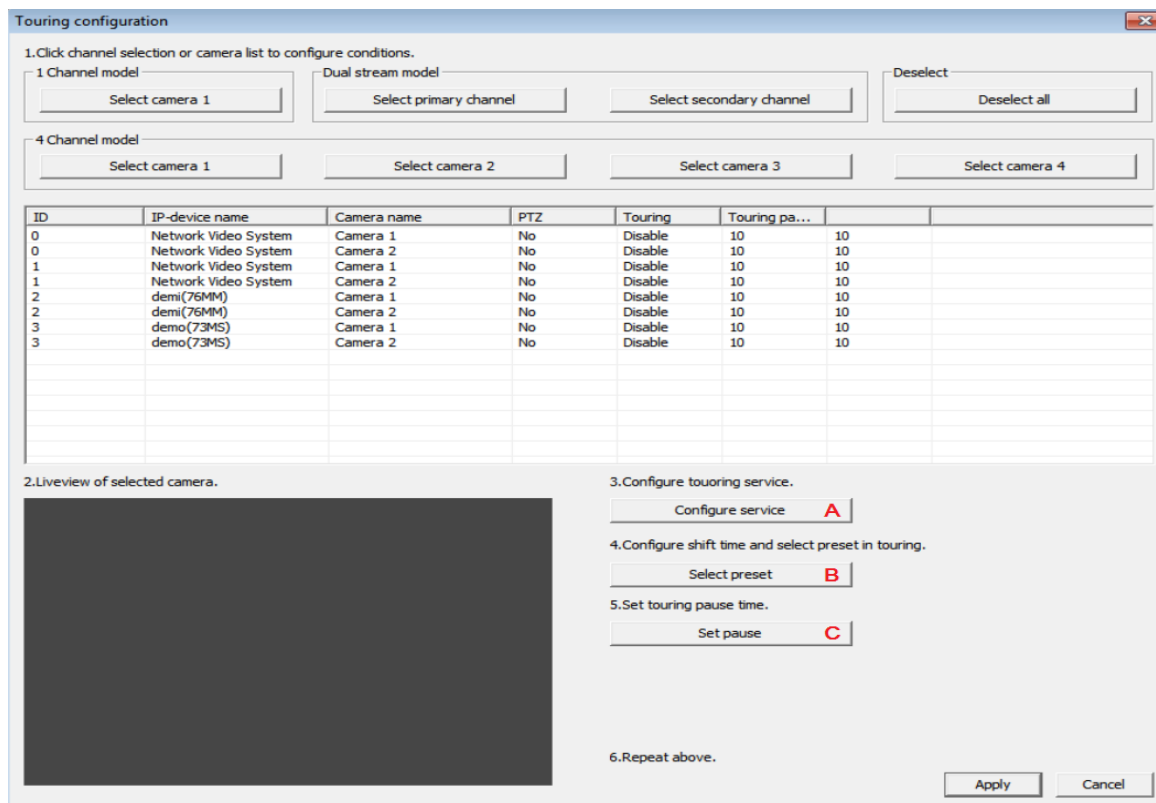 Touring configuration
1.Click channel selection or camera list to configure conditions.
1 Channel model Dual stream model Deselect
Select camera 1 Select primary channel Select secondary channel Deselect all
4 Channel model
Select camera 1 Select camera 2 Select camera 3 Select camera 4
ID IP-device name Camera name PTZ Touring Touring pa...
0 Network Video System Camera 1 No Disable 10 10
0 Network Video System Camera 2 No Disable 10 10
1 Network Video System Camera 1 No Disable 10 10
1 Network Video System Camera 2 No Disable 10 10
2 demi(76MM) Camera 1 No Disable 10 10
2 demi(76MM) Camera 2 No Disable 10 10
3 demo(73MS) Camera 1 No Disable 10 10
3 demo(73MS) Camera 2 No Disable 10 10
2.Liveview of selected camera.
3.Configure touoring service.
Configure service A
4.Configure shift time and select preset in touring.
Select preset B
5.Set touring pause time.
Set pause C
6.Repeat above.
Apply Cancel